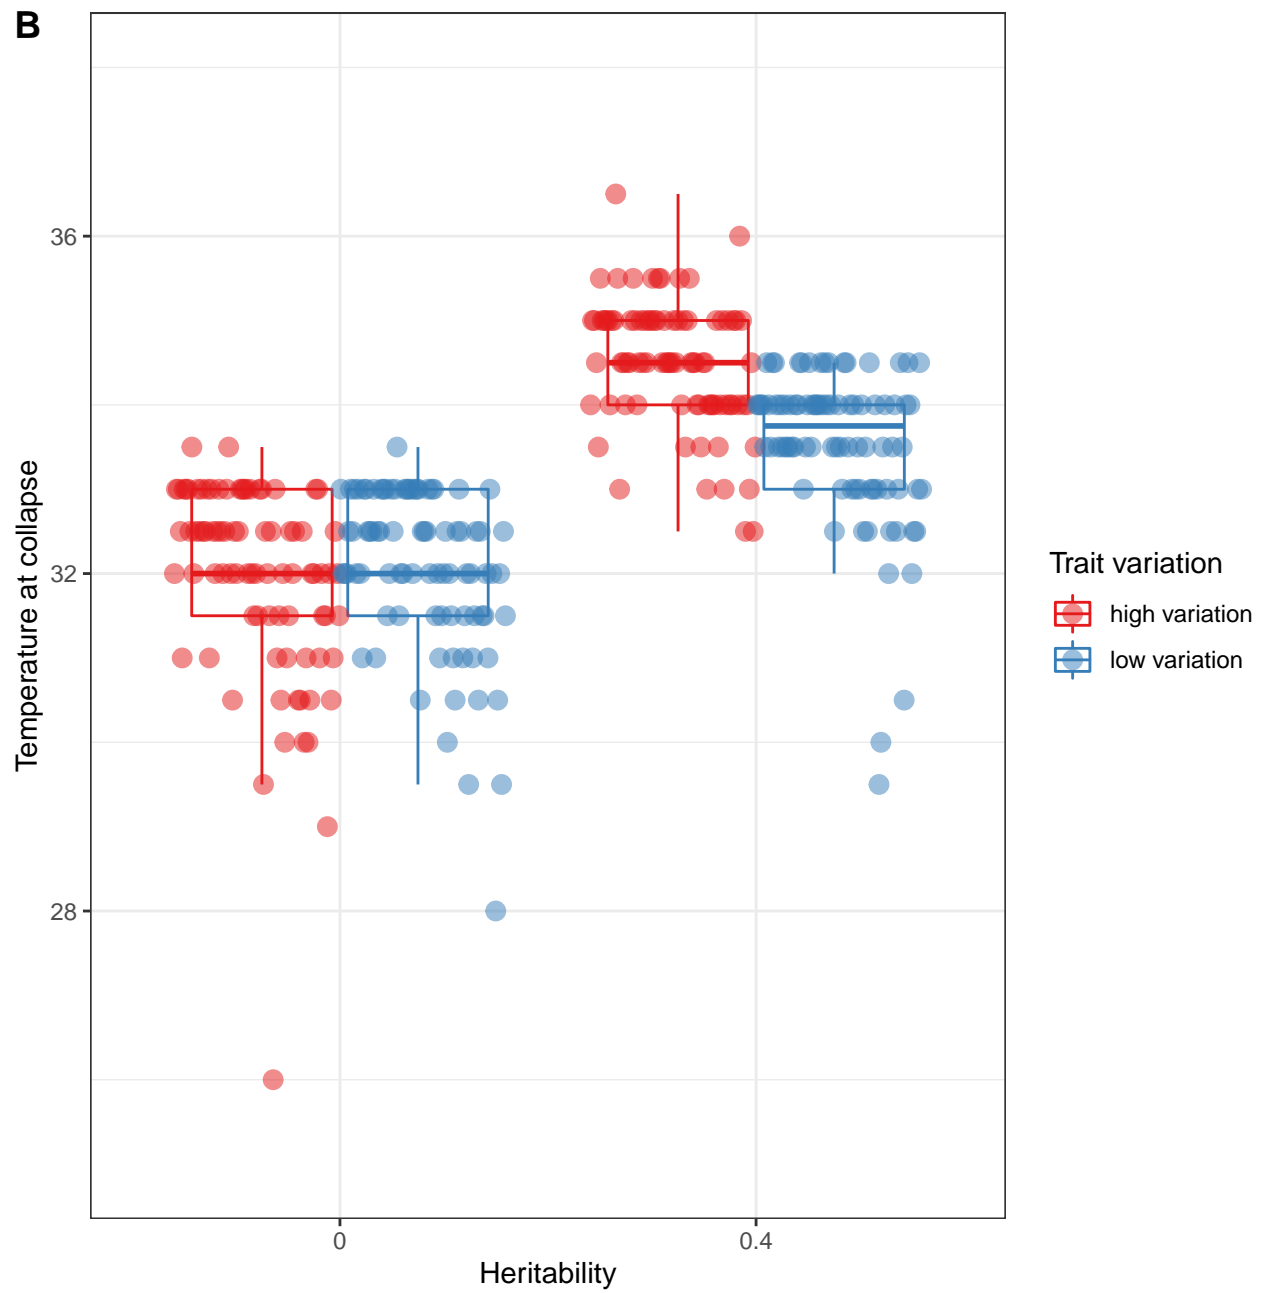 B
36
32
28
Temperature at collapse
0
0.4
Heritability
Trait variation
high variation
low variation